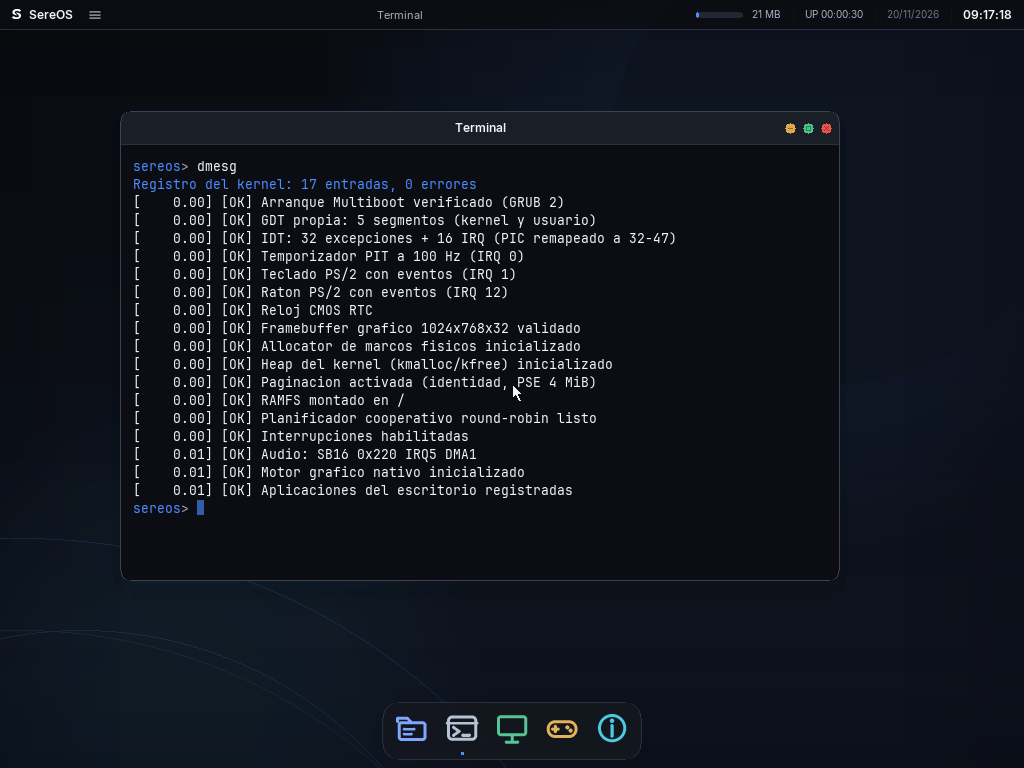 SereOS Terminal 21 MB UP 00:00:30 20/11/2026 09:17:18
Terminal
sereos> dmesg
Registro del kernel: 17 entradas, 0 errores
[    0.00] [OK] Arranque Multiboot verificado (GRUB 2)
[    0.00] [OK] GDT propia: 5 segmentos (kernel y usuario)
[    0.00] [OK] IDT: 32 excepciones + 16 IRQ (PIC remapeado a 32-47)
[    0.00] [OK] Temporizador PIT a 100 Hz (IRQ 0)
[    0.00] [OK] Teclado PS/2 con eventos (IRQ 1)
[    0.00] [OK] Raton PS/2 con eventos (IRQ 12)
[    0.00] [OK] Reloj CMOS RTC
[    0.00] [OK] Framebuffer grafico 1024x768x32 validado
[    0.00] [OK] Allocator de marcos fisicos inicializado
[    0.00] [OK] Heap del kernel (kmalloc/kfree) inicializado
[    0.00] [OK] Paginacion activada (identidad, PSE 4 MiB)
[    0.00] [OK] RAMFS montado en /
[    0.00] [OK] Planificador cooperativo round-robin listo
[    0.00] [OK] Interrupciones habilitadas
[    0.01] [OK] Audio: SB16 0x220 IRQ5 DMA1
[    0.01] [OK] Motor grafico nativo inicializado
[    0.01] [OK] Aplicaciones del escritorio registradas
sereos>